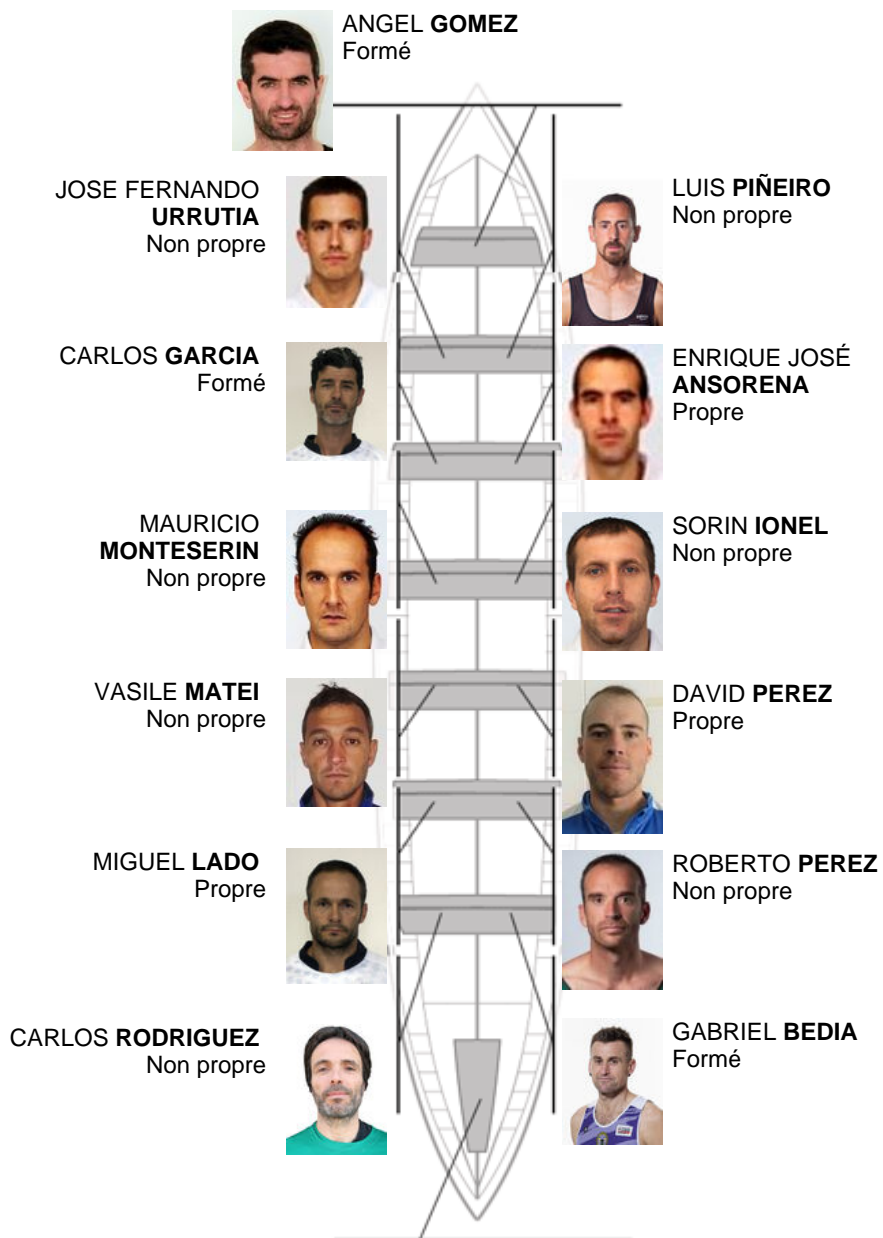 ANGEL GOMEZ
Formé
JOSE FERNANDO
URRUTIA
Non propre
LUIS PIÑEIRO
Non propre
CARLOS GARCIA
Formé
ENRIQUE JOSÉ
ANSORENA
Propre
MAURICIO
MONTESERIN
Non propre
SORIN IONEL
Non propre
VASILE MATEI
Non propre
DAVID PEREZ
Propre
MIGUEL LADO
Propre
ROBERTO PEREZ
Non propre
CARLOS RODRIGUEZ
Non propre
GABRIEL BEDIA
Formé